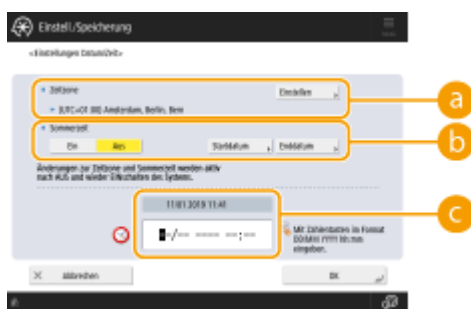 Einstell./Speicherung
<Einstellungen Datum/Zeit>
Zeitzone
Einstellen
(UTC+01:00) Amsterdam, Berlin, Bern
Sommerzeit
Ein
Aus
Startdatum
Enddatum
Änderungen zur Zeitzone und Sommerzeit werden aktiv
nach AUS und wieder EINschalten des Systems.
11/01 2019 11:41
--/-- ---- --:--
Mit Zahlentasten im Format
DD/MM YYYY hh:mm
eingeben.
Abbrechen
OK
a
b
c